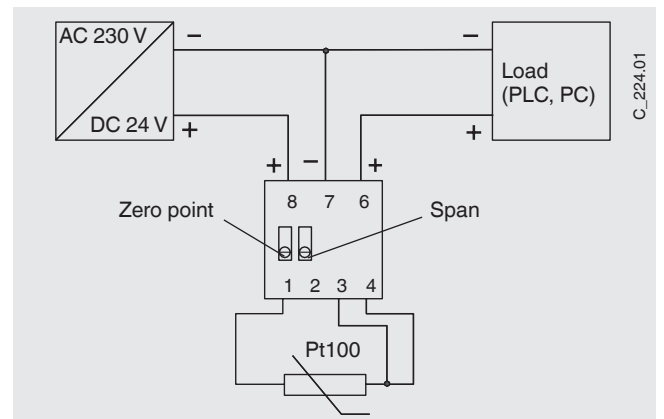 AC 230 V
DC 24 V
−
+
−
+
Load
(PLC, PC)
C_224.01
+
−
+
8 7 6
Zero point
Span
1 2 3 4
Pt100